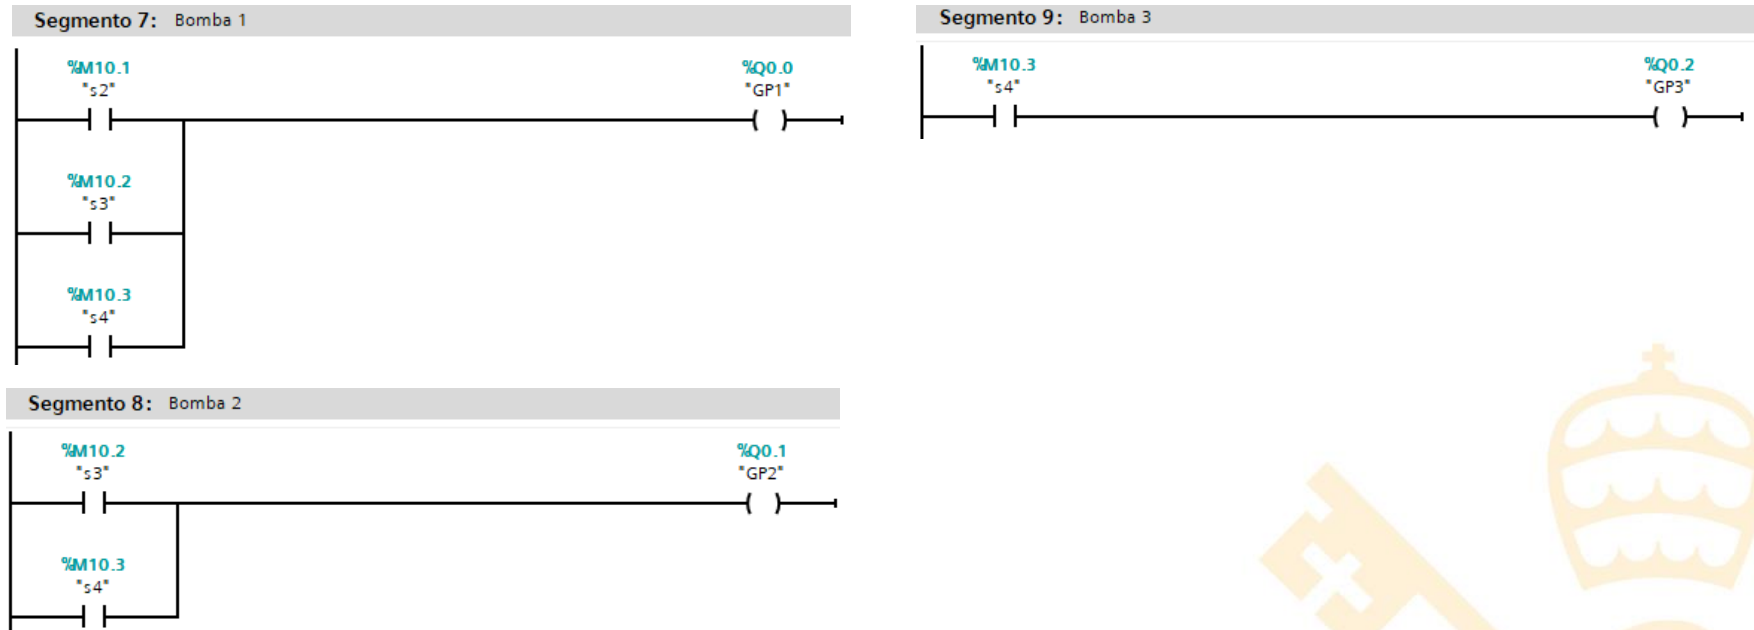 Segmento 7: Bomba 1
%M10.1
"s2"
%Q0.0
"GP1"
%M10.2
"s3"
%M10.3
"s4"
Segmento 8: Bomba 2
%M10.2
"s3"
%Q0.1
"GP2"
%M10.3
"s4"
Segmento 9: Bomba 3
%M10.3
"s4"
%Q0.2
"GP3"